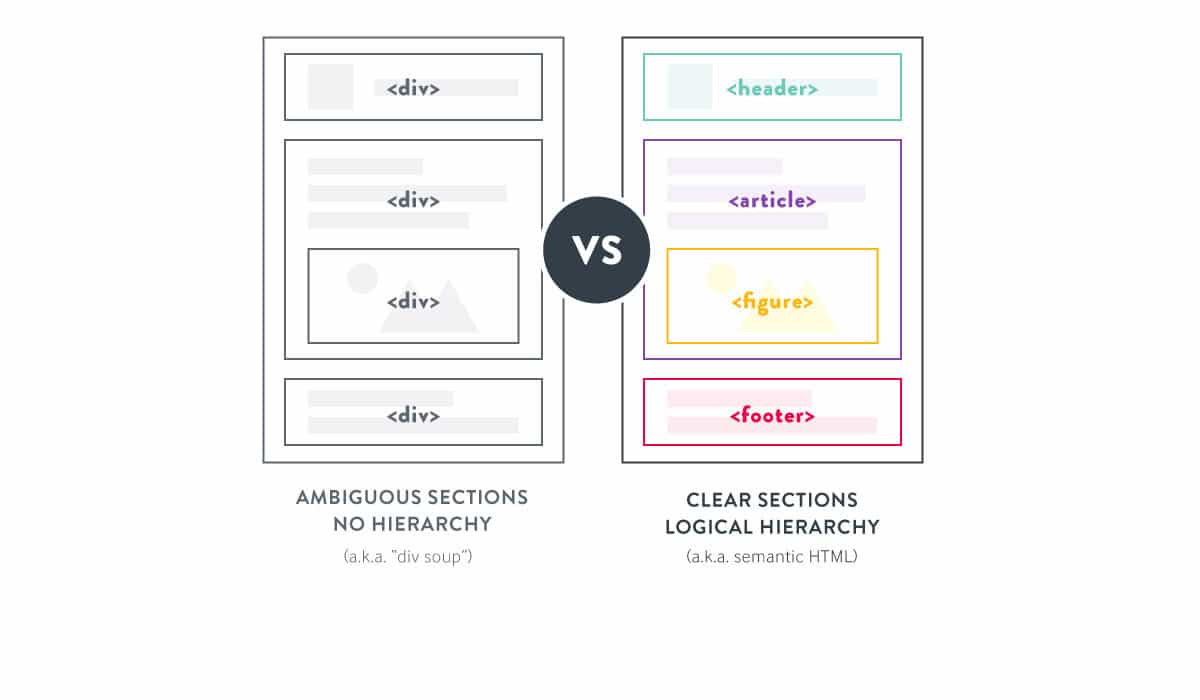 <div>
<div>
<div>
<div>
AMBIGUOUS SECTIONS
NO HIERARCHY
(a.k.a. "div soup")
VS
<header>
<article>
<figure>
<footer>
CLEAR SECTIONS
LOGICAL HIERARCHY
(a.k.a. semantic HTML)